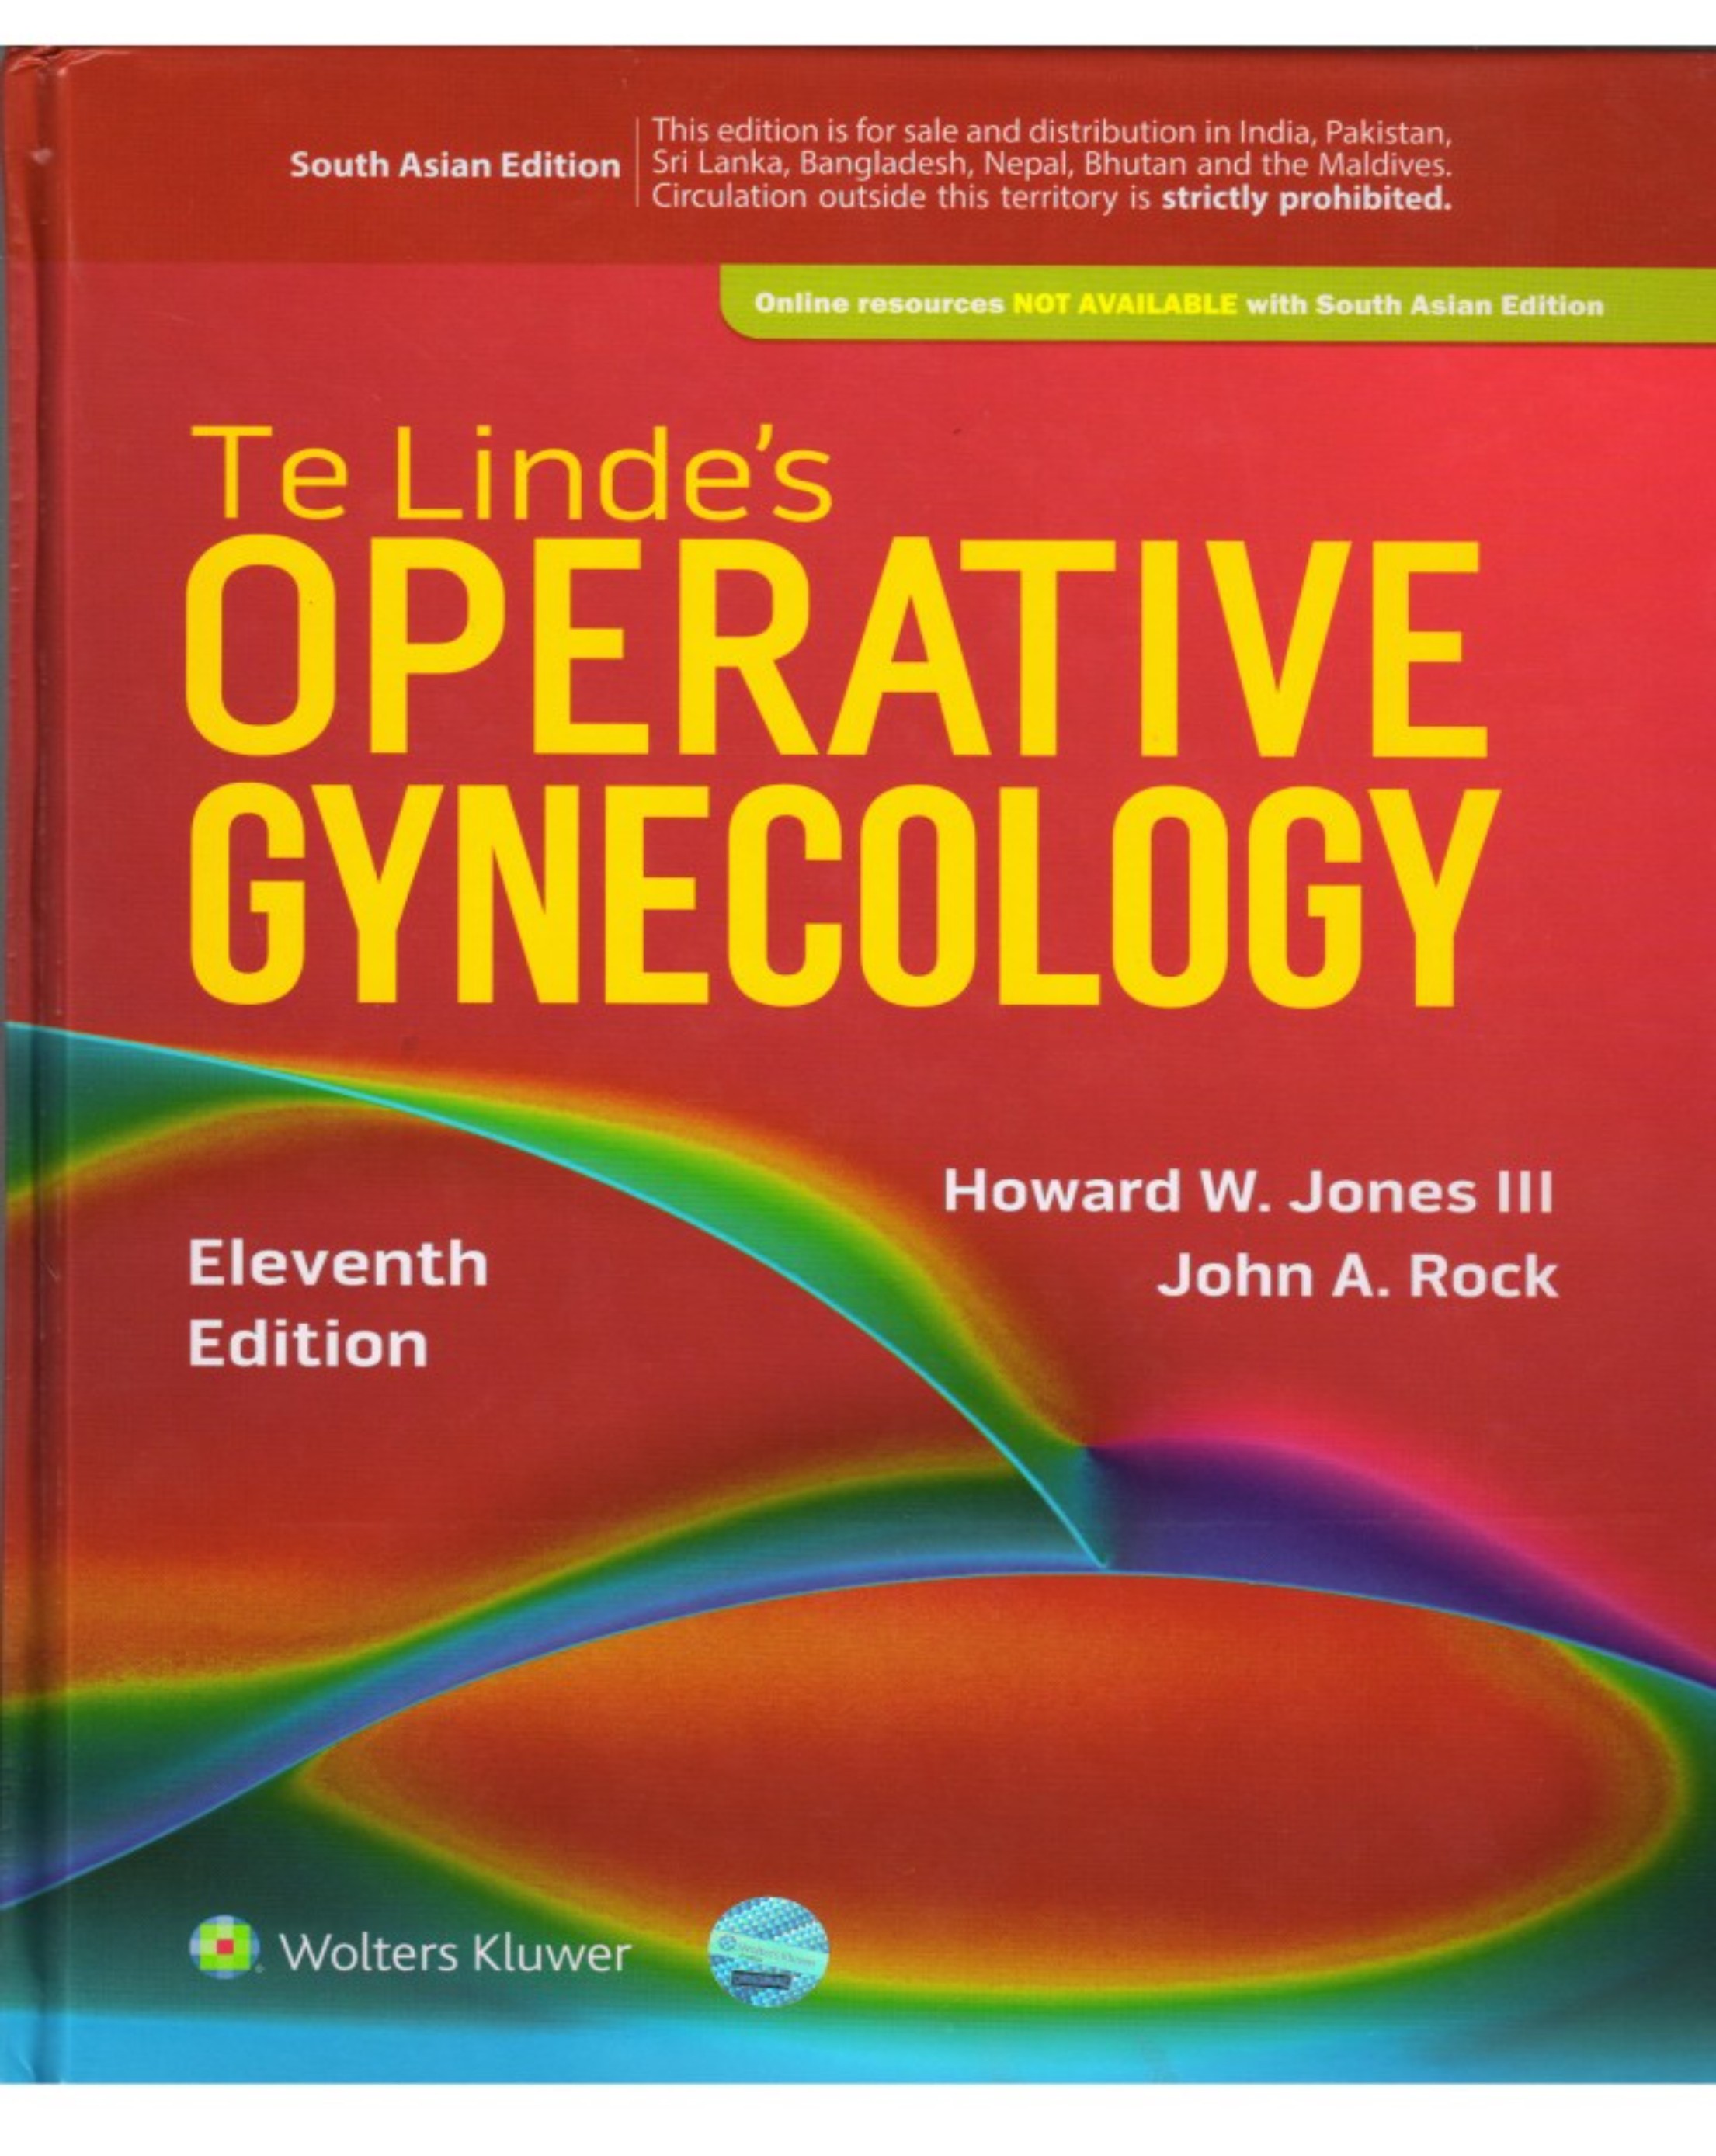 South Asian Edition
This edition is for sale and distribution in India, Pakistan,
Sri Lanka, Bangladesh, Nepal, Bhutan and the Maldives.
Circulation outside this territory is strictly prohibited.
Online resources NOT AVAILABLE with South Asian Edition
Te Linde's
OPERATIVE
GYNECOLOGY
Howard W. Jones III
John A. Rock
Eleventh
Edition
Wolters Kluwer
Wolters Kluwer